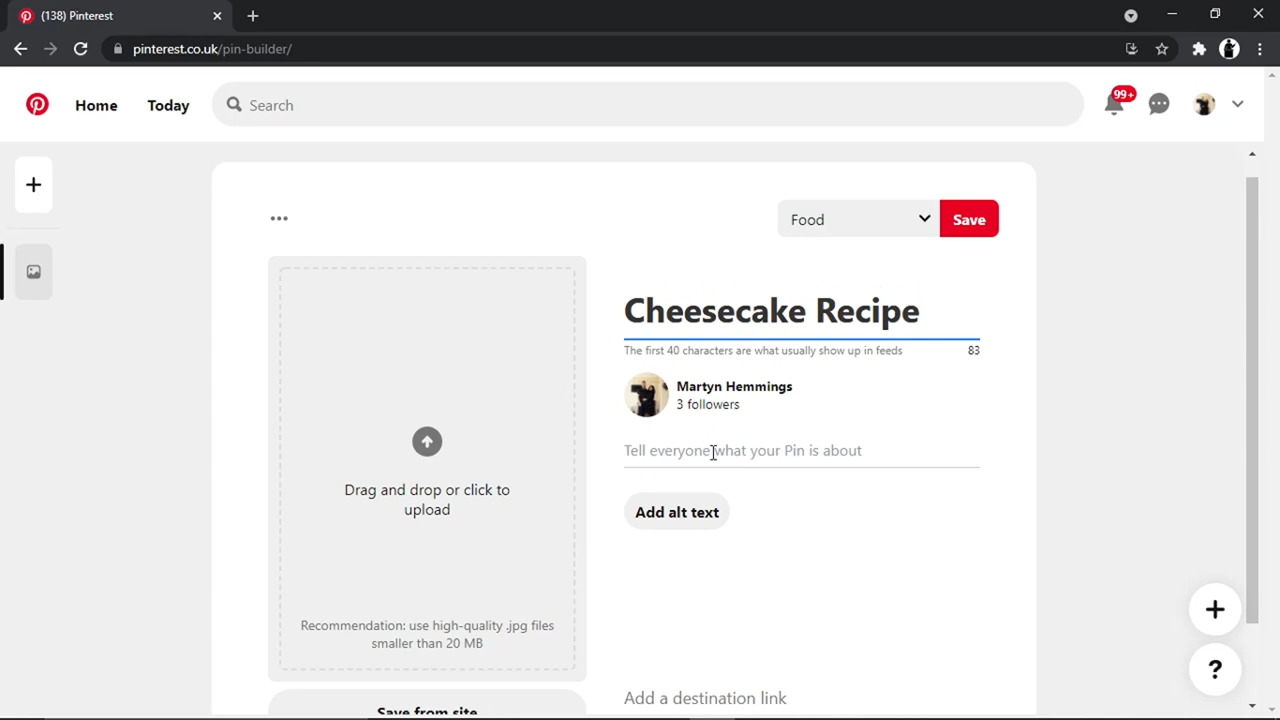 (138) Pinterest
pinterest.co.uk/pin-builder/
Home
Today
Search
99+
Food
Save
Cheesecake Recipe
The first 40 characters are what usually show up in feeds
83
Martyn Hemmings
3 followers
Tell everyone what your Pin is about
Add alt text
Drag and drop or click to
upload
Recommendation: use high-quality .jpg files
smaller than 20 MB
Save from site
Add a destination link
?